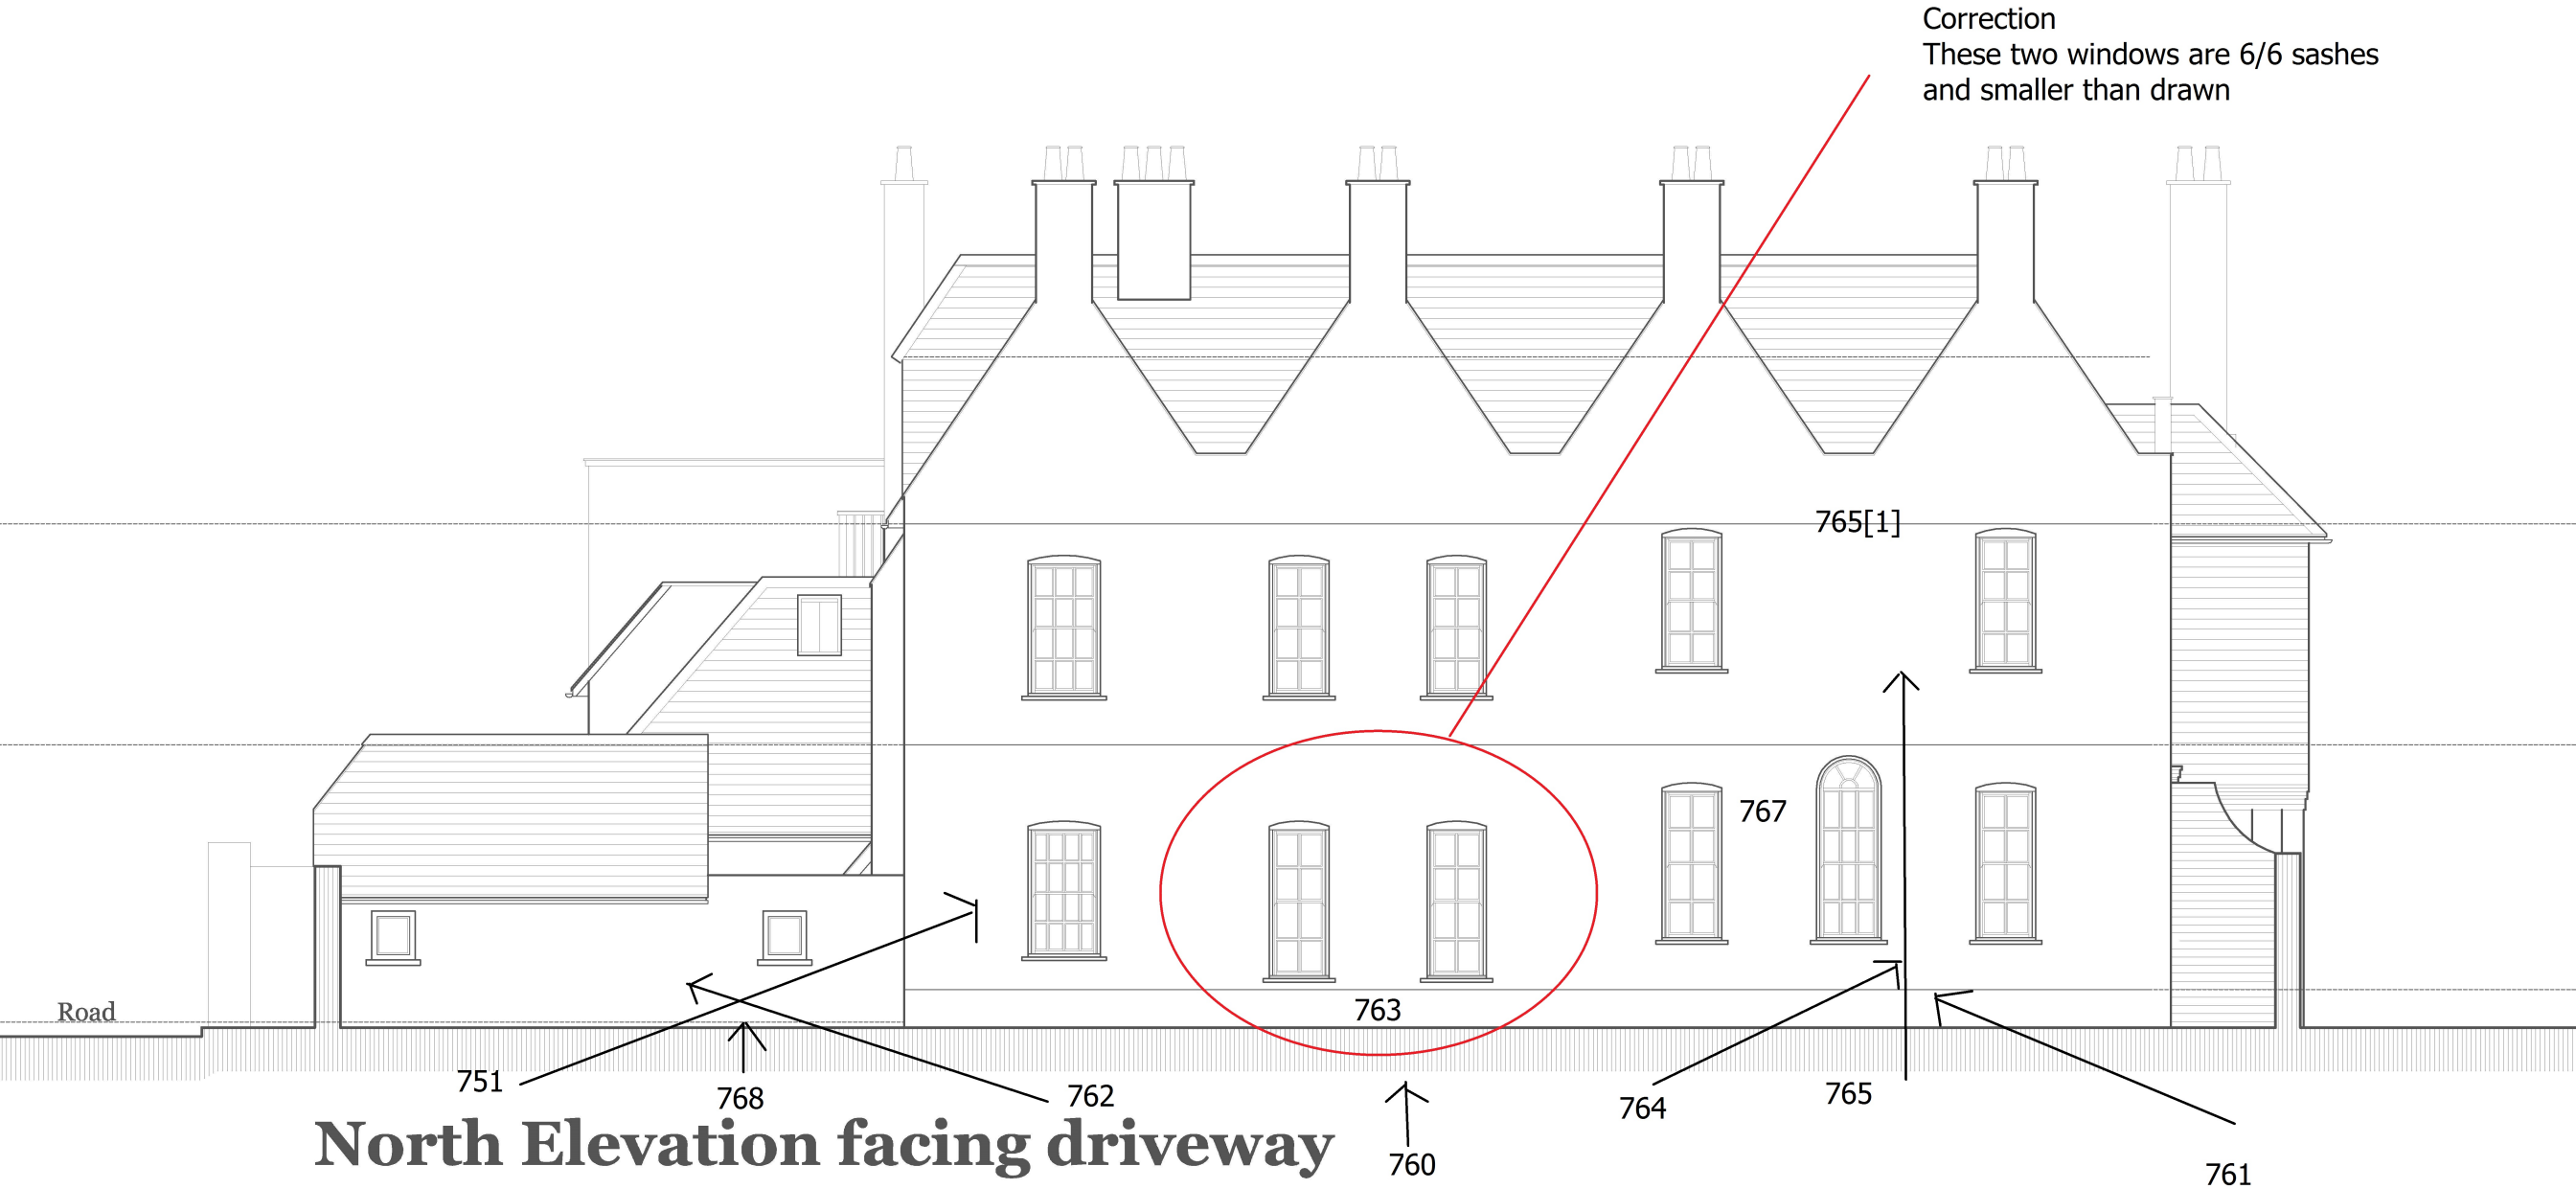 Correction
These two windows are 6/6 sashes
and smaller than drawn
765[1]
767
Road
763
751
768
762
764
765
760
761
North Elevation facing driveway